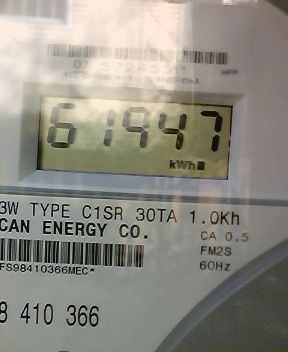 61947
kWh
3W TYPE C1SR 30TA 1.0Kh
CAN ENERGY CO.
CA 0.5
FM2S
60Hz
FS98410366MEC*
8 410 366